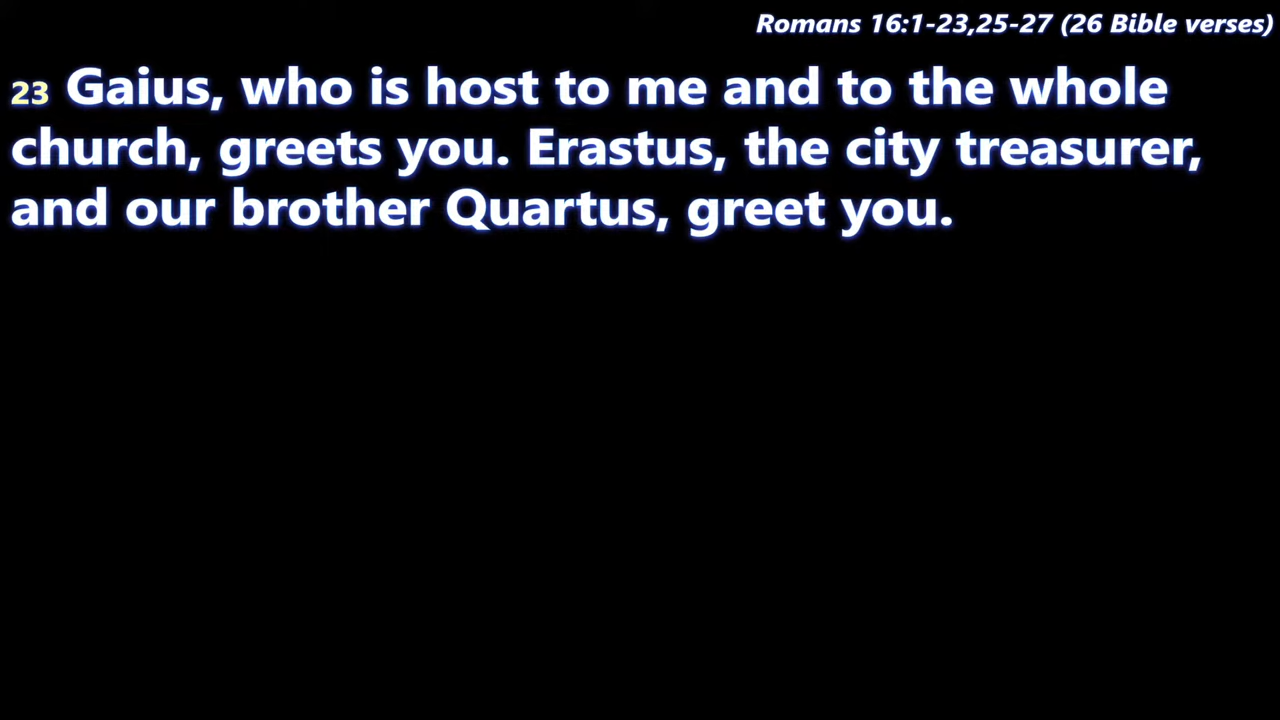 Romans 16:1-23,25-27 (26 Bible verses)
23 Gaius, who is host to me and to the whole
church, greets you. Erastus, the city treasurer,
and our brother Quartus, greet you.